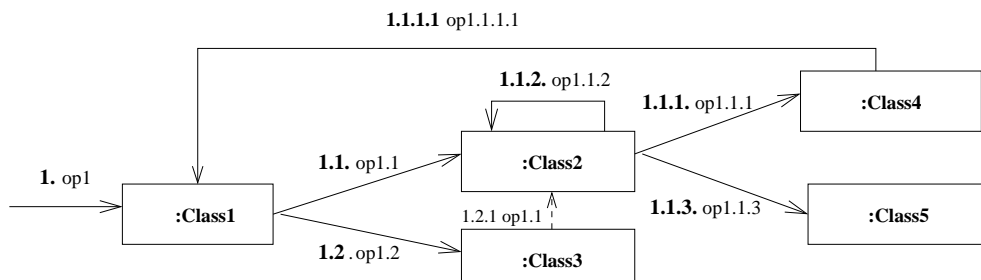 1.1.1.1 op1.1.1.1
1.1.2. op1.1.2
1.1.1. op1.1.1
:Class4
1.1. op1.1
:Class2
1. op1
:Class1
1.2.1 op1.1
1.1.3. op1.1.3
:Class5
1.2 . op1.2
:Class3